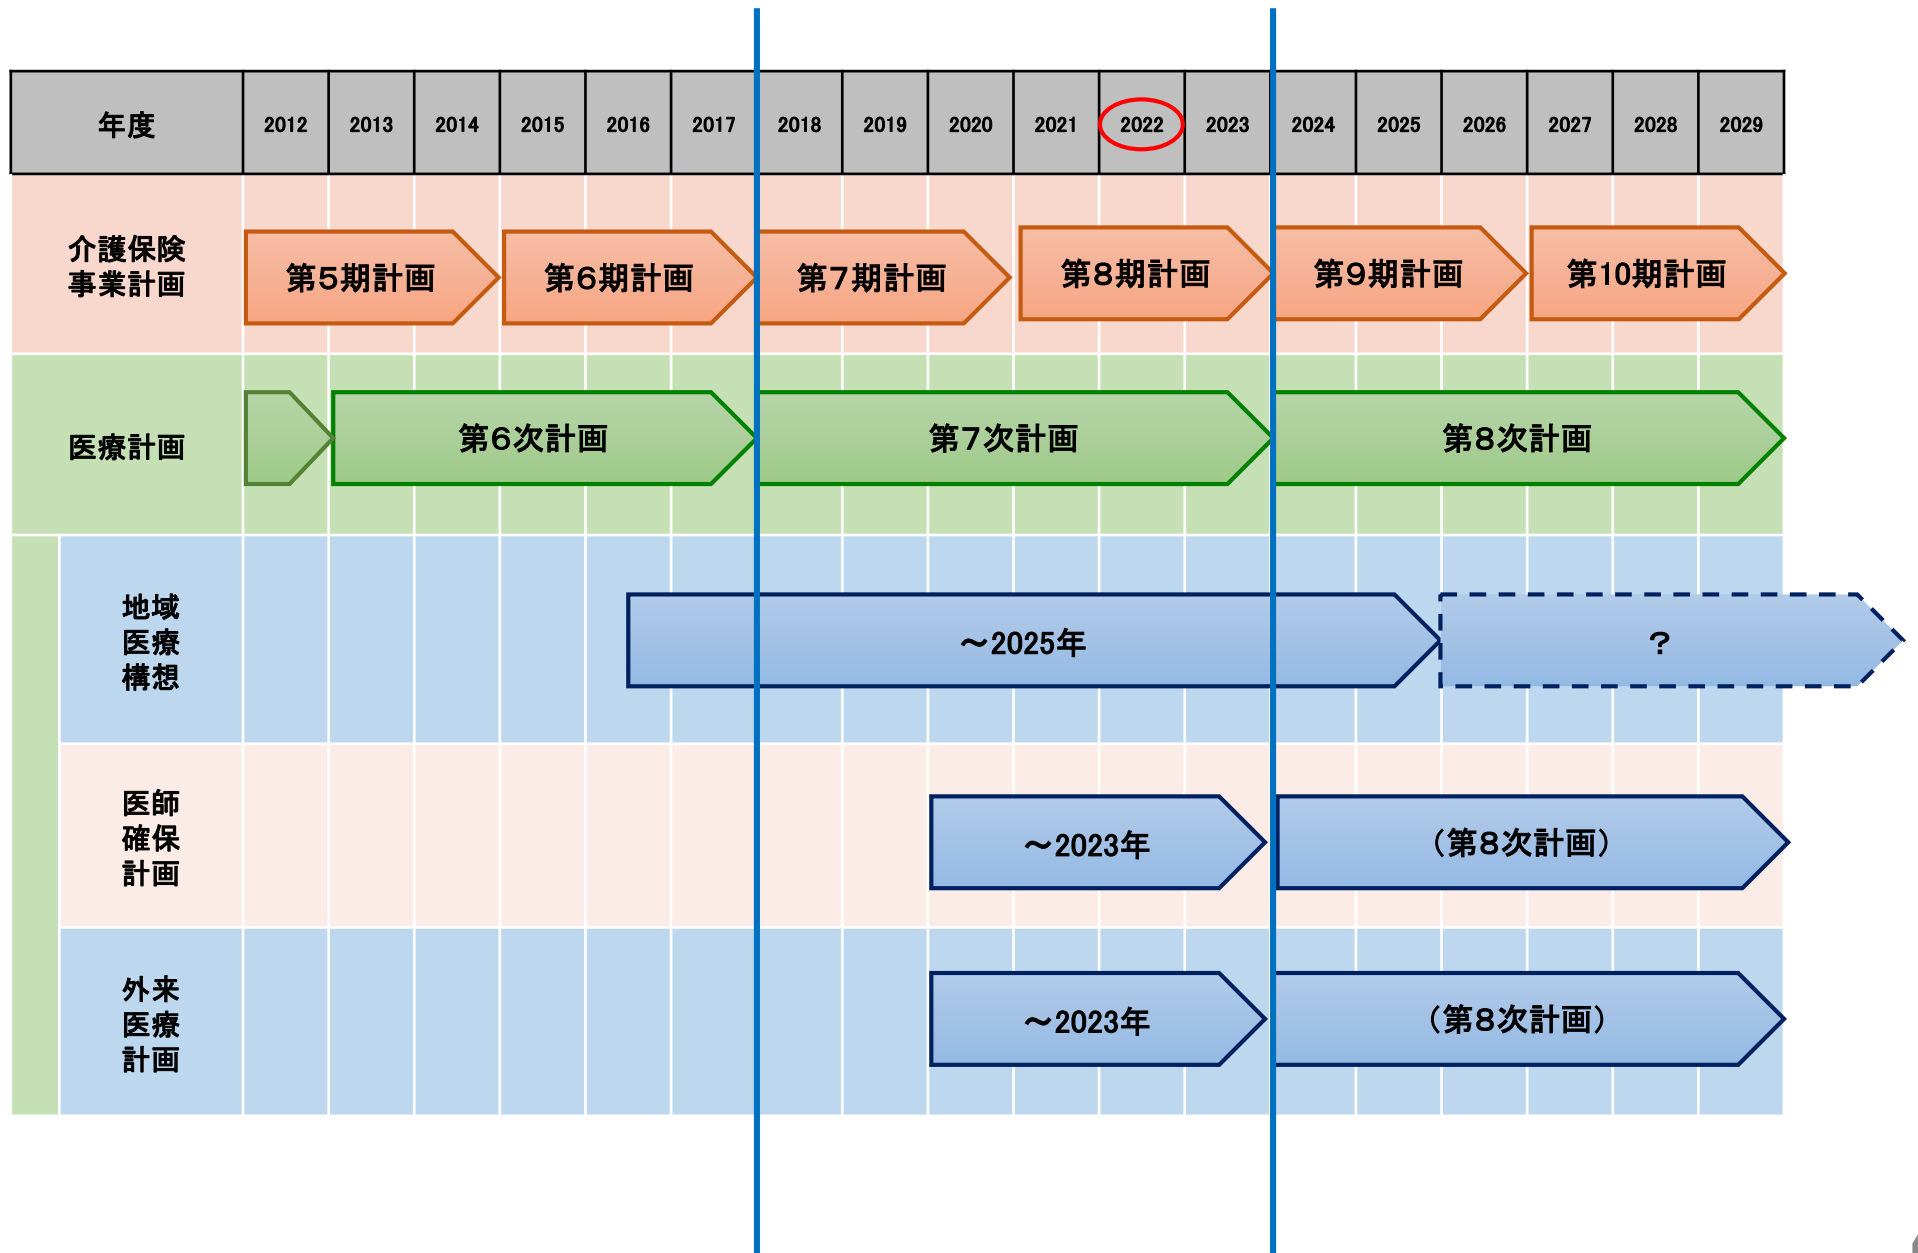 年度 2012 2013 2014 2015 2016 2017 2018 2019 2020 2021 2022 2023 2024 2025 2026 2027 2028 2029
介護保険
事業計画
第5期計画 第6期計画 第7期計画 第8期計画 第9期計画 第10期計画
医療計画
第6次計画 第7次計画 第8次計画
地域
医療
構想
～2025年 ？
医師
確保
計画
～2023年 （第8次計画）
外来
医療
計画
～2023年 （第8次計画）